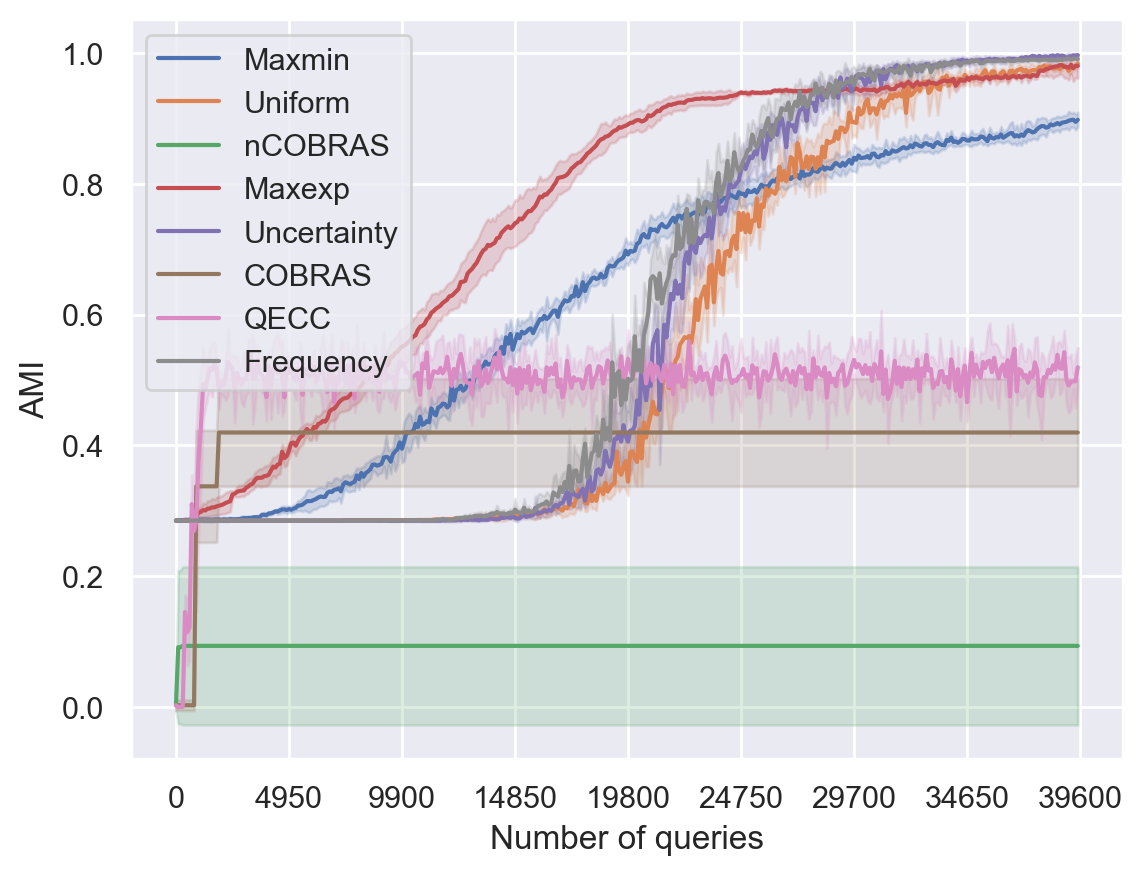 1.0
0.8
0.6
0.4
0.2
0.0
AMI
Maxmin
Uniform
nCOBRAS
Maxexp
Uncertainty
COBRAS
QECC
Frequency
0 4950 9900 14850 19800 24750 29700 34650 39600
Number of queries